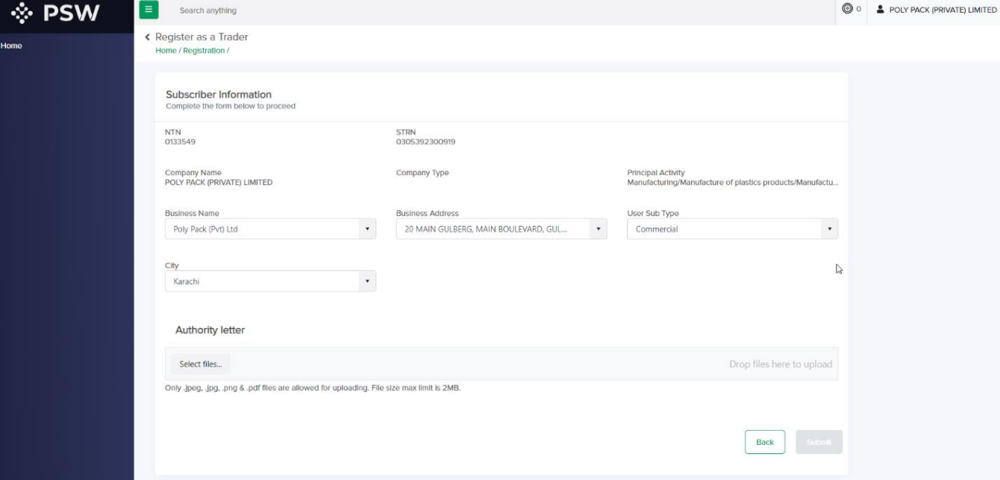 PSW
Search anything
0
POLY PACK (PRIVATE) LIMITED
Home
Register as a Trader
Home / Registration /
Subscriber Information
Complete the form below to proceed
NTN
0133549
STRN
0305392300919
Company Name
POLY PACK (PRIVATE) LIMITED
Company Type
Principal Activity
Manufacturing/Manufacture of plastics products/Manufactu...
Business Name
Poly Pack (Pvt) Ltd
Business Address
20 MAIN GULBERG, MAIN BOULEVARD, GUL...
User Sub Type
Commercial
City
Karachi
Authority letter
Select files...
Drop files here to upload
Only .jpeg, .jpg, .png & .pdf files are allowed for uploading. File size max limit is 2MB.
Back
Submit